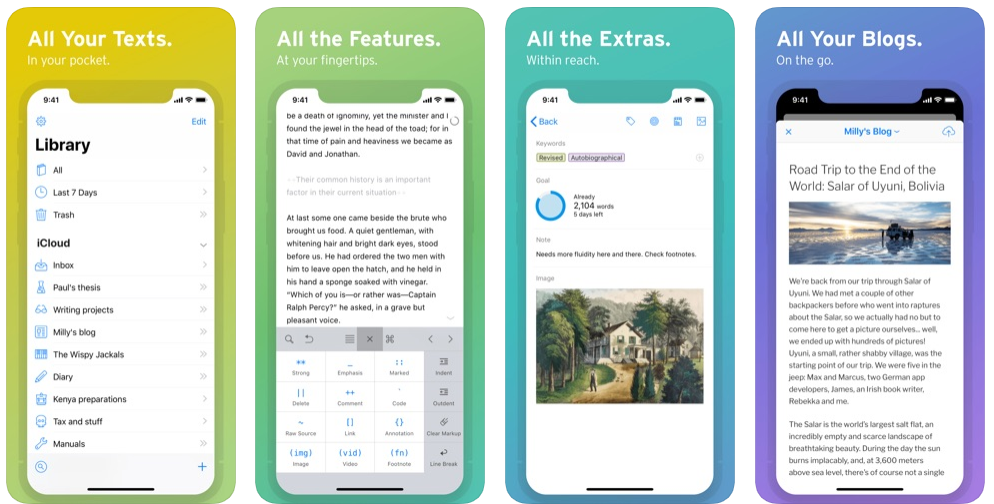 All Your Texts.
In your pocket.
9:41
Edit
Library
All
Last 7 Days
Trash
iCloud
Inbox
Paul's thesis
Writing projects
Milly's blog
The Wispy Jackals
Diary
Kenya preparations
Tax and stuff
Manuals
All the Features.
At your fingertips.
9:41
be a death of ignominy, yet the minister and I
found the jewel in the head of the toad; for in
that time of pain and heaviness we became as
David and Jonathan.
Their common history is an important
factor in their current situation
At last some one came beside the brute who
brought us food. A quiet gentleman, with
whitening hair and bright dark eyes, stood
before us. He had ordered the two men with
him to leave open the hatch, and he held in
his hand a sponge soaked with vinegar.
"Which of you is—or rather was—Captain
Ralph Percy?" he asked, in a grave but
pleasant voice.
** _ ::
Strong Emphasis Marked Indent
|| ++ `
Delete Comment Code Outdent
~ [] {}
Raw Source Link Annotation Clear Markup
(img) (vid) (fn)
Image Video Footnote Line Break
All the Extras.
Within reach.
9:41
Back
Keywords
Revised Autobiographical
Goal
Already
2,104 words
5 days left
Note
Needs more fluidity here and there. Check footnotes.
Image
All Your Blogs.
On the go.
9:41
Milly's Blog
Road Trip to the End of the
World: Salar of Uyuni, Bolivia
We're back from our trip through Salar of
Uyuni. We had met a couple of other
backpackers before who went into raptures
about the Salar, so we actually had no but to
come here to get a picture ourselves... well,
we ended up with hundreds of pictures!
Uyuni, a small, rather shabby village, was the
starting point of our trip. We were five in the
jeep: Max and Marcus, two German app
developers, James, an Irish book writer,
Rebekka and me.
The Salar is the world's largest salt flat, an
incredibly empty and scarce landscape of
breathtaking beauty. During the day the sun
burns implacably, and, at 3,600 meters
above sea level, there's of course not a single